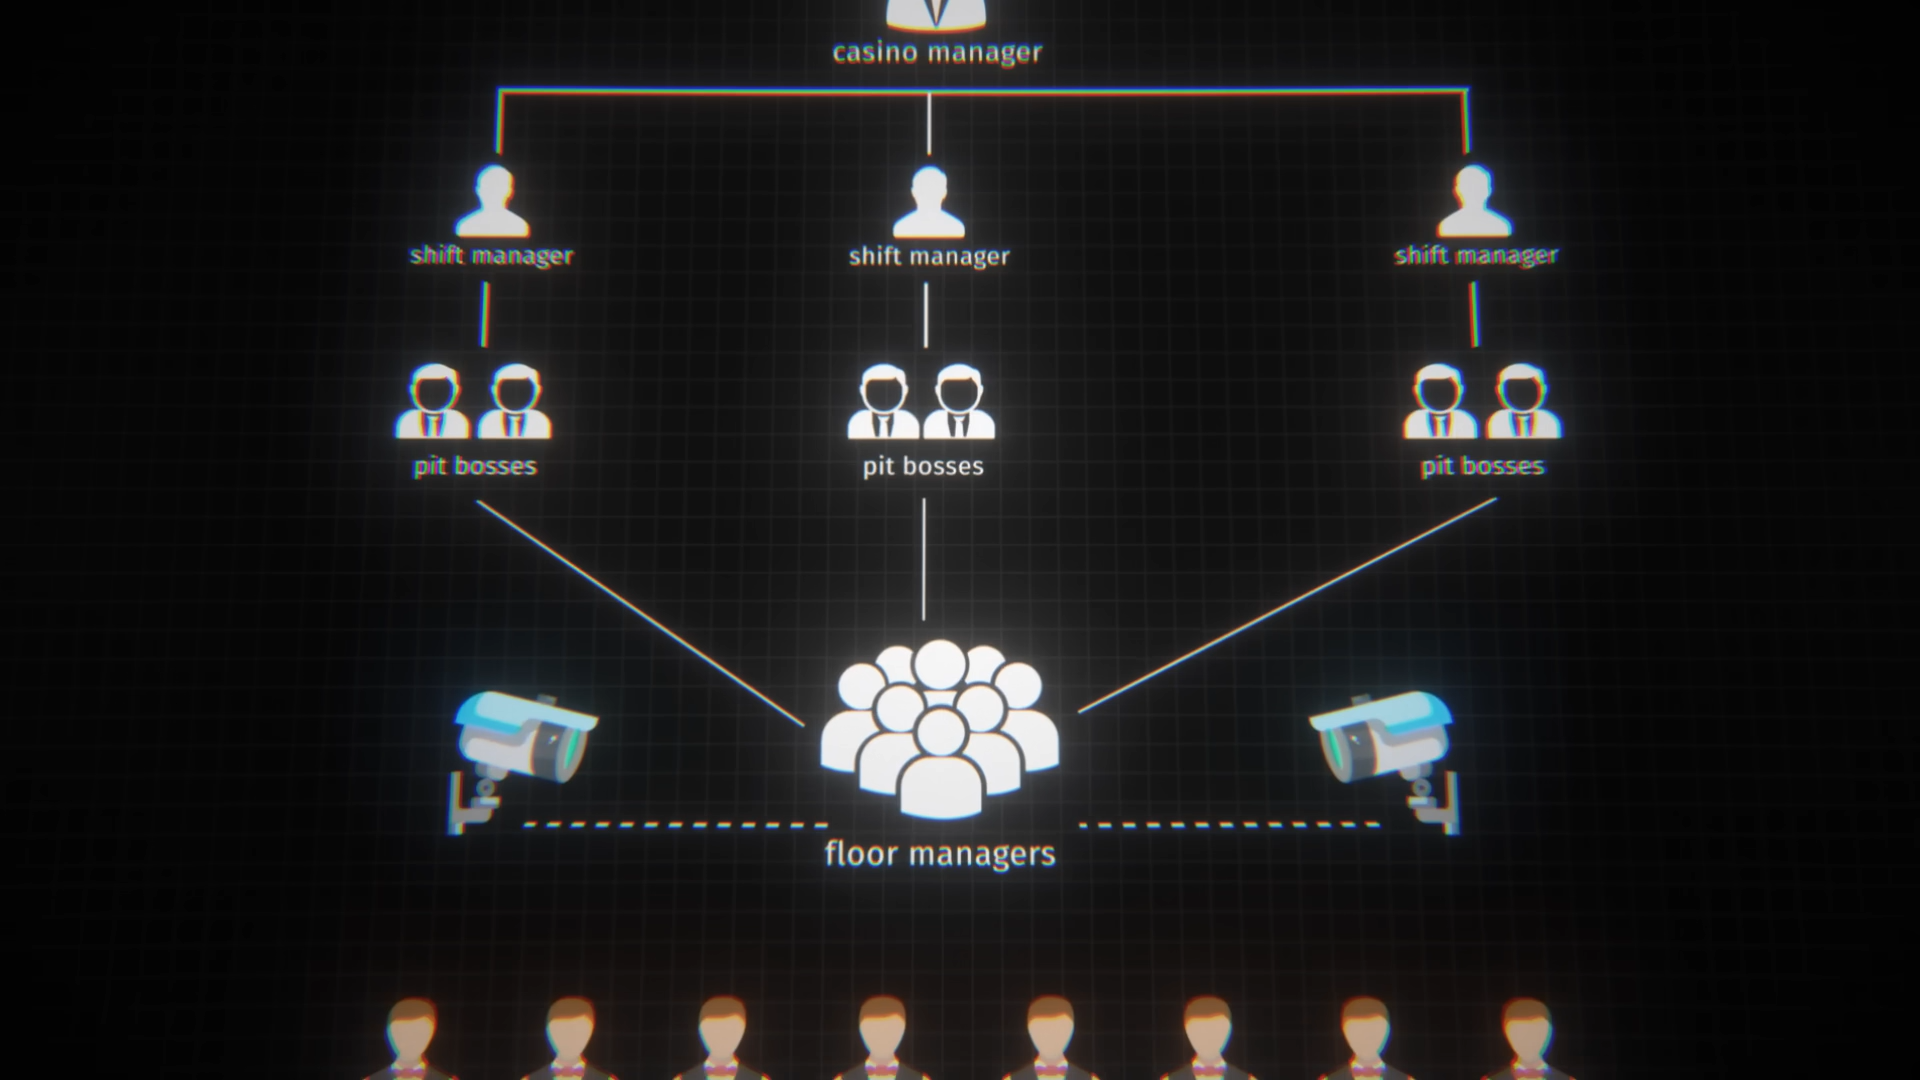 casino manager
shift manager
shift manager
shift manager
pit bosses
pit bosses
pit bosses
floor managers